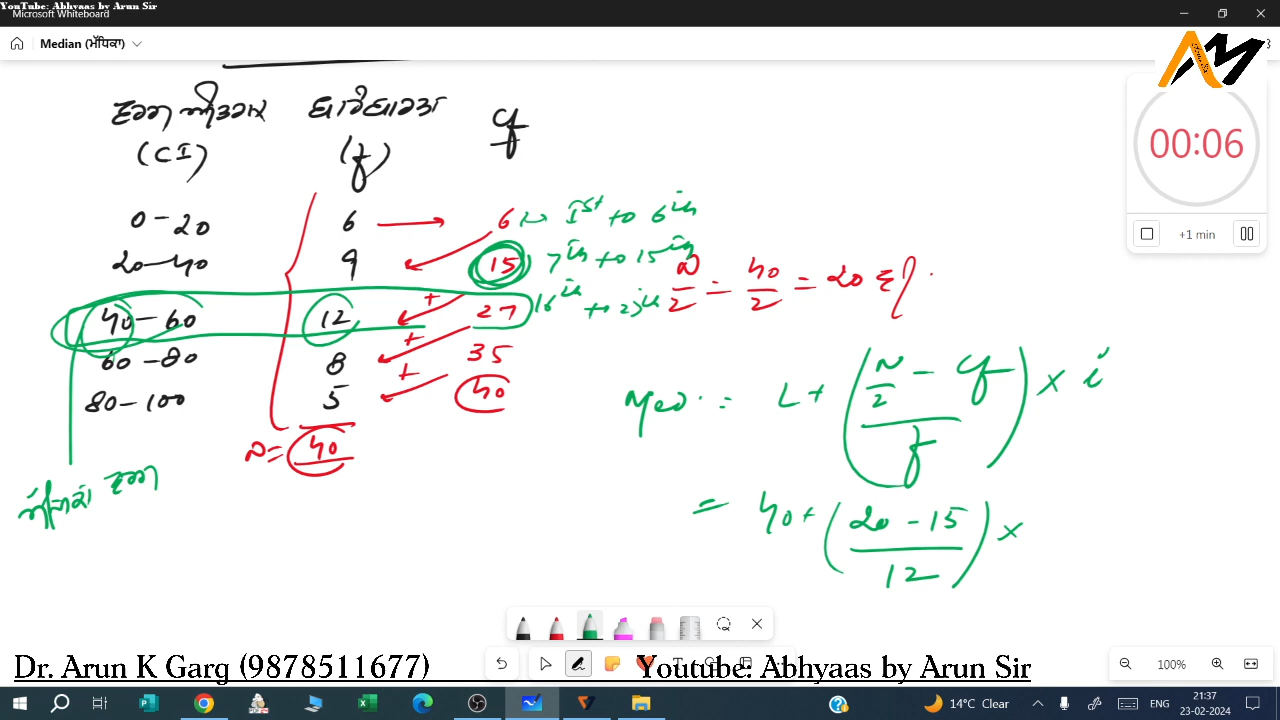 YouTube: Abhyaas by Arun Sir
Microsoft Whiteboard
Median (ਮੱਧਿਕਾ)
00:06
+1 min
ਵਰਗ ਅੰਤਰਾਲ ਬਾਰੰਬਾਰਤਾ cf
(CI) (f)
0-20 6 6 Ist to 6th
20-40 9 15 7th to 15th
40-60 12 27 16th to 27th
60-80 8 35
80-100 5 40
N = 40
N/2 = 40/2 = 20
Med. = L + (N/2 - cf / f) × i
= 40 + (20 - 15 / 12) ×
ਵਰਗ
Dr. Arun K Garg (9878511677) Youtube: Abhyaas by Arun Sir
100%
14°C Clear
ENG
21:37
23-02-2024